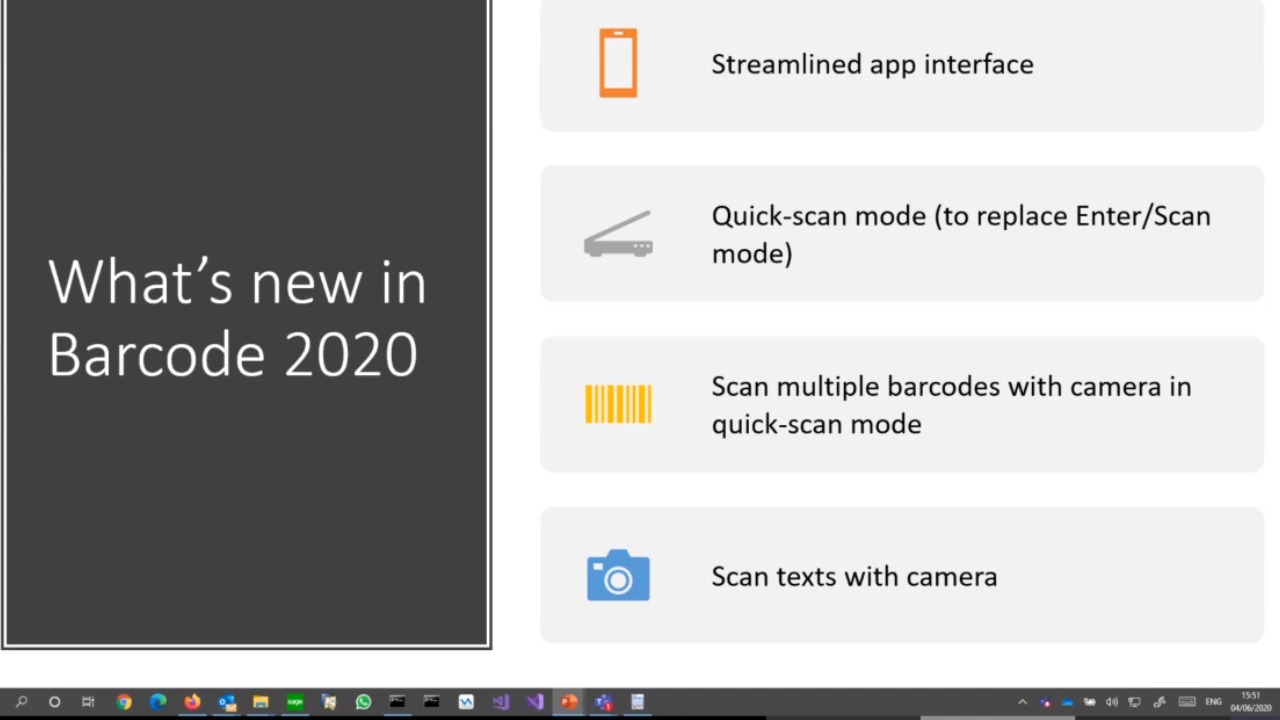 What's new in
Barcode 2020
Streamlined app interface
Quick-scan mode (to replace Enter/Scan
mode)
Scan multiple barcodes with camera in
quick-scan mode
Scan texts with camera
sage
ENG
15:51
04/06/2020